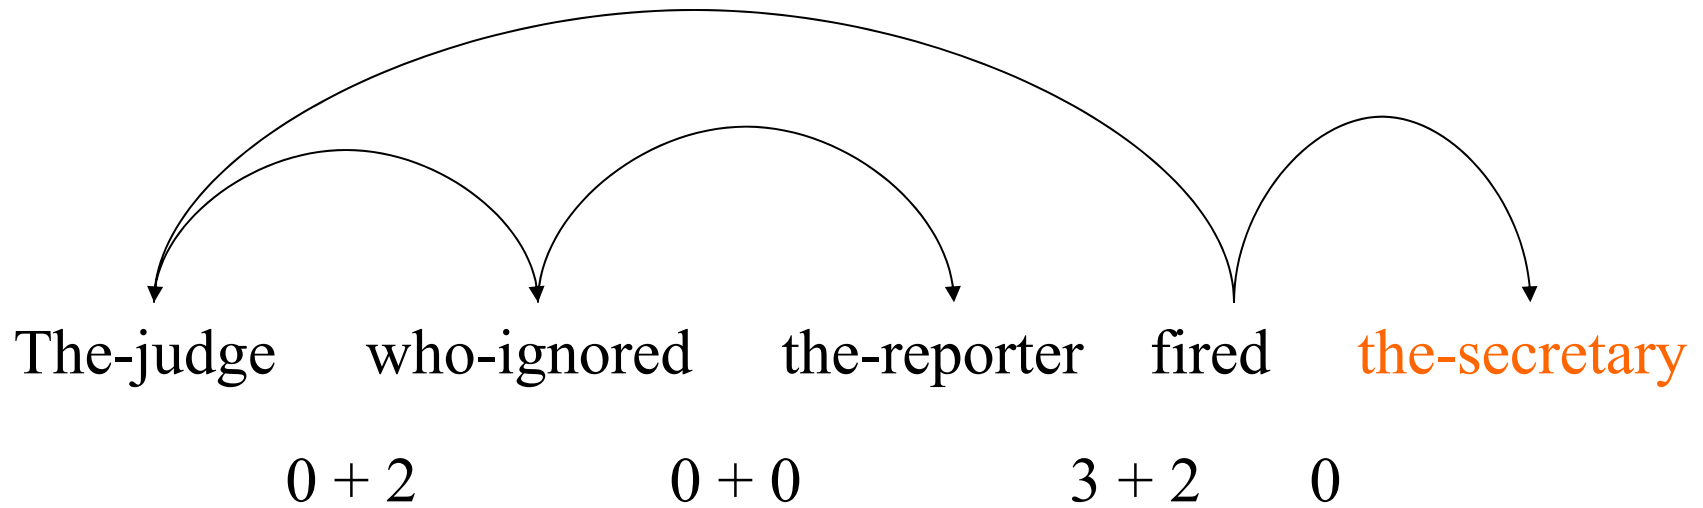 The-judge who-ignored the-reporter fired the-secretary
0 + 2 0 + 0 3 + 2 0